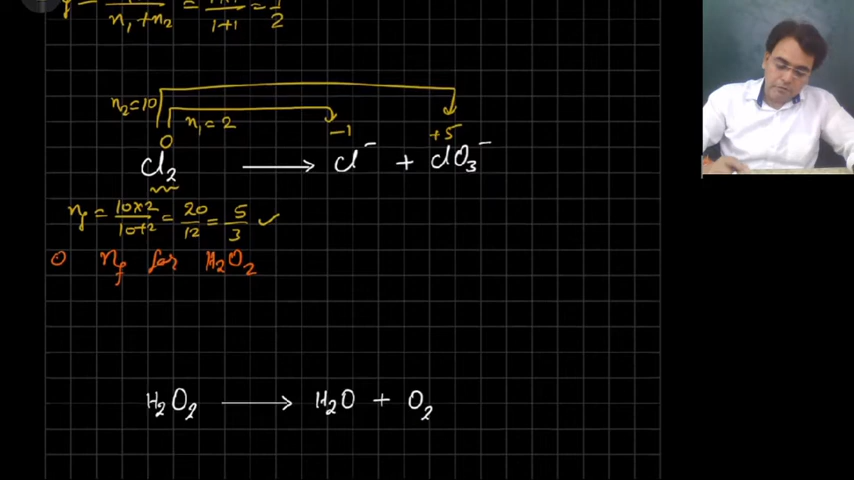 n₁+n₂ 1+1 2
n₂=10
n₁=2
0 −1 +5
Cl₂ ⟶ Cl⁻ + ClO₃⁻
n_f = 10×2/10+2 = 20/12 = 5/3 ✓
n_f for H₂O₂
H₂O₂ ⟶ H₂O + O₂